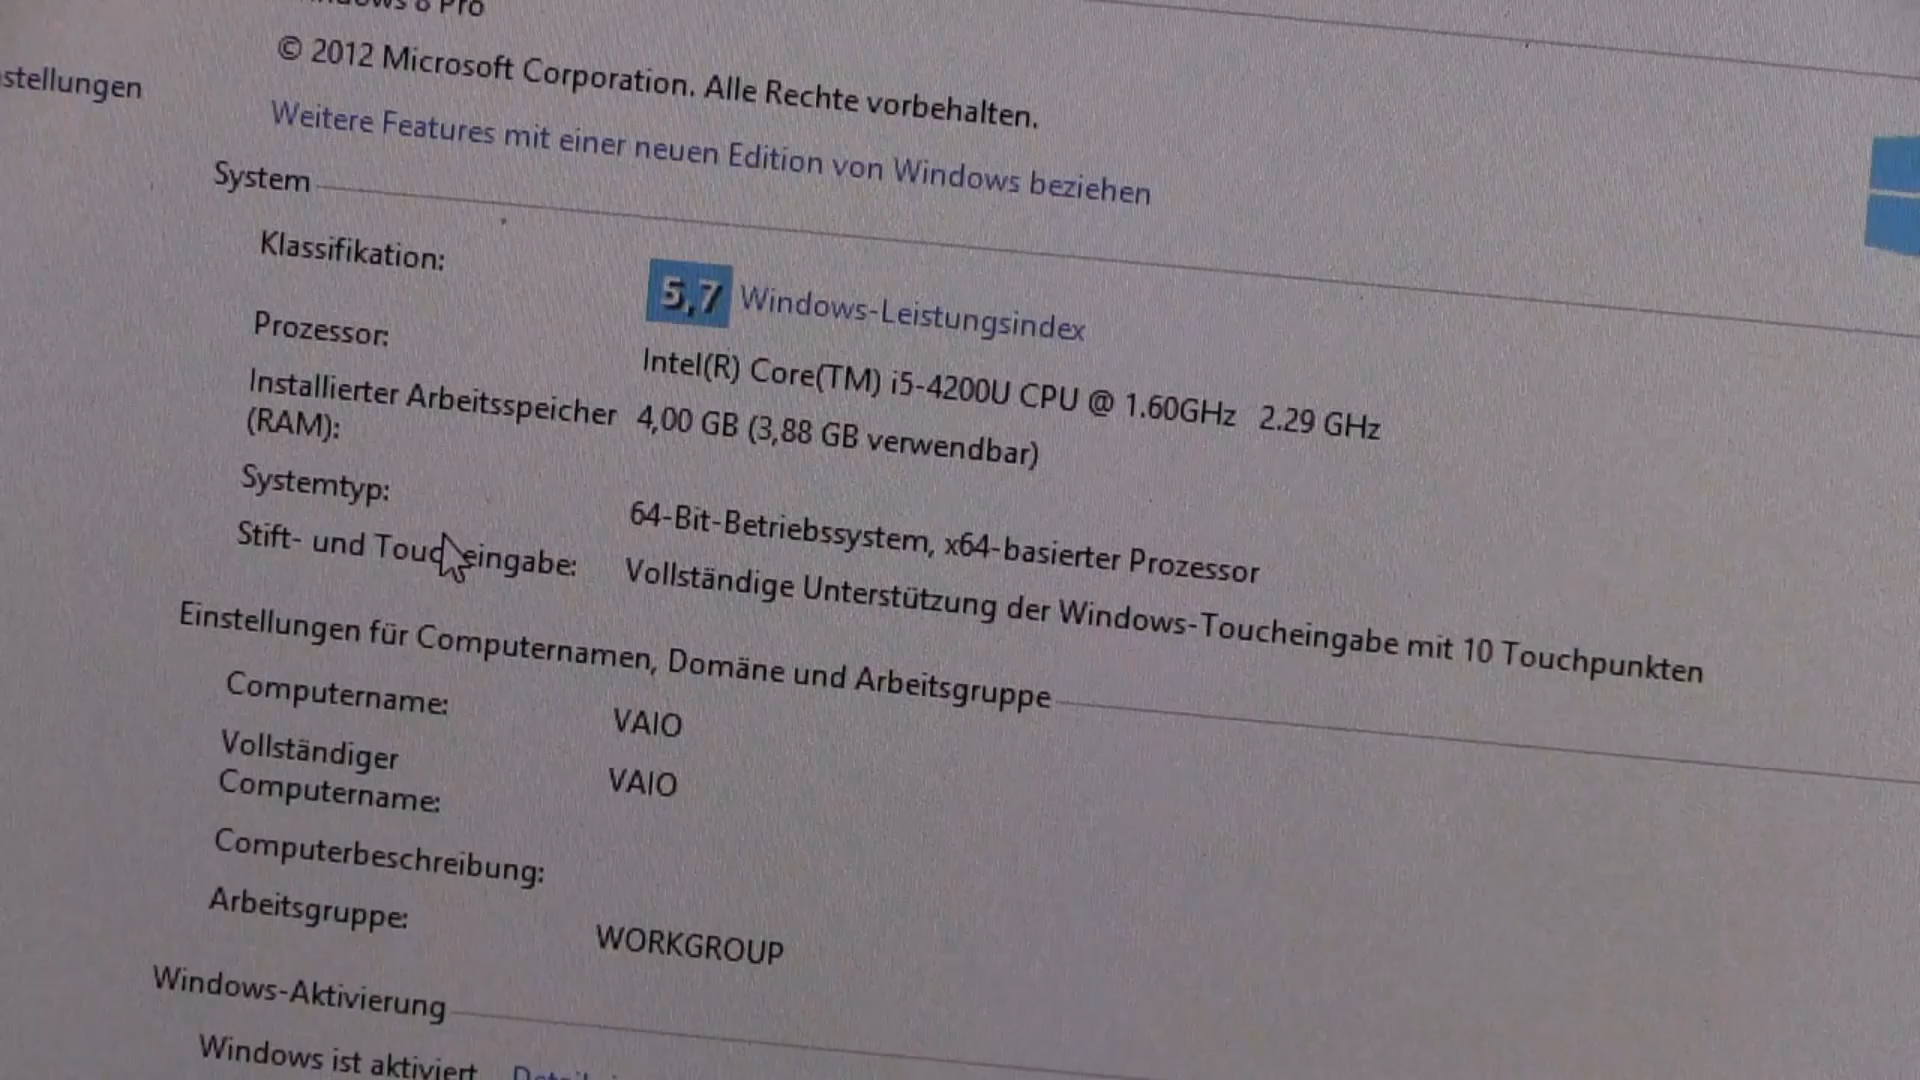 8 Pro
© 2012 Microsoft Corporation. Alle Rechte vorbehalten.
stellungen
Weitere Features mit einer neuen Edition von Windows beziehen
System
Klassifikation:
5,7 Windows-Leistungsindex
Prozessor:
Intel(R) Core(TM) i5-4200U CPU @ 1.60GHz 2.29 GHz
Installierter Arbeitsspeicher 4,00 GB (3,88 GB verwendbar)
(RAM):
Systemtyp:
64-Bit-Betriebssystem, x64-basierter Prozessor
Stift- und Toucheingabe: Vollständige Unterstützung der Windows-Toucheingabe mit 10 Touchpunkten
Einstellungen für Computernamen, Domäne und Arbeitsgruppe
Computername: VAIO
Vollständiger VAIO
Computername:
Computerbeschreibung:
Arbeitsgruppe: WORKGROUP
Windows-Aktivierung
Windows ist aktiviert